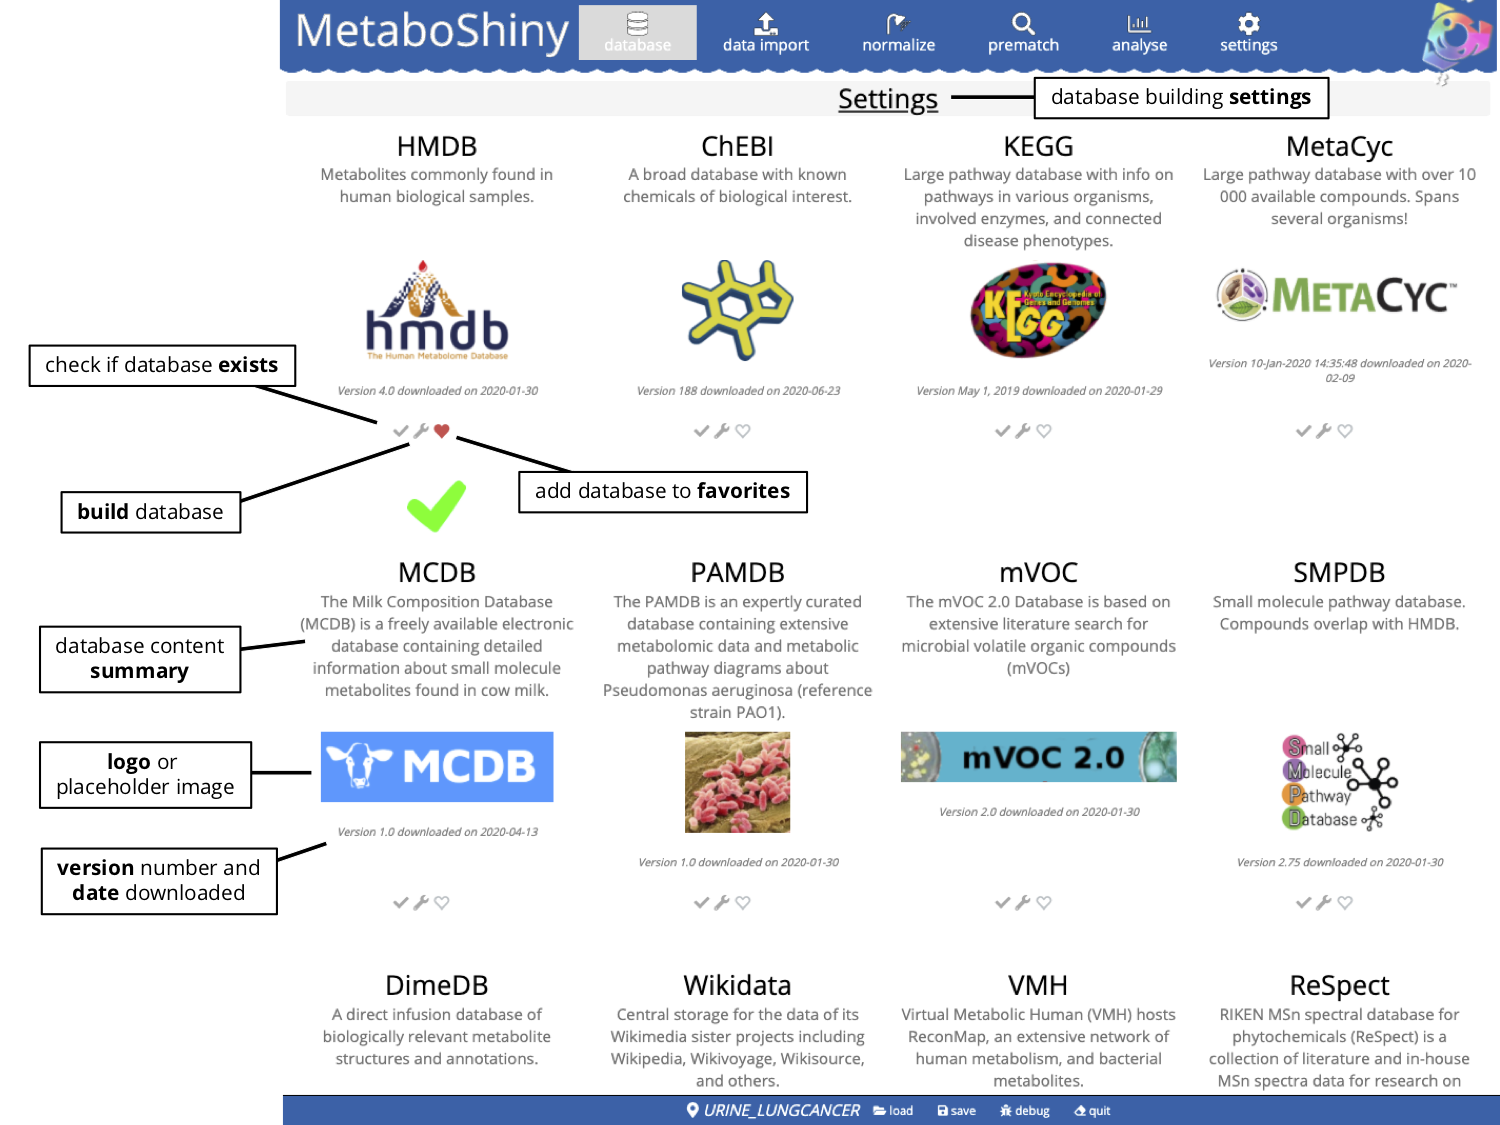 MetaboShiny
database
data import
normalize
prematch
analyse
settings
Settings
database building settings
HMDB
Metabolites commonly found in
human biological samples.
ChEBI
A broad database with known
chemicals of biological interest.
KEGG
Large pathway database with info on
pathways in various organisms,
involved enzymes, and connected
disease phenotypes.
MetaCyc
Large pathway database with over 10
000 available compounds. Spans
several organisms!
hmdb
The Human Metabolome Database
KEGG
Kyoto Encyclopedia of
Genes and Genomes
METACYC™
check if database exists
Version 4.0 downloaded on 2020-01-30
Version 188 downloaded on 2020-06-23
Version May 1, 2019 downloaded on 2020-01-29
Version 10-Jan-2020 14:35:48 downloaded on 2020-
02-09
build database
add database to favorites
MCDB
The Milk Composition Database
(MCDB) is a freely available electronic
database containing detailed
information about small molecule
metabolites found in cow milk.
PAMDB
The PAMDB is an expertly curated
database containing extensive
metabolomic data and metabolic
pathway diagrams about
Pseudomonas aeruginosa (reference
strain PAO1).
mVOC
The mVOC 2.0 Database is based on
extensive literature search for
microbial volatile organic compounds
(mVOCs)
SMPDB
Small molecule pathway database.
Compounds overlap with HMDB.
database content
summary
logo or
placeholder image
MCDB
mVOC 2.0
Small
Molecule
Pathway
Database
version number and
date downloaded
Version 1.0 downloaded on 2020-04-13
Version 1.0 downloaded on 2020-01-30
Version 2.0 downloaded on 2020-01-30
Version 2.75 downloaded on 2020-01-30
DimeDB
A direct infusion database of
biologically relevant metabolite
structures and annotations.
Wikidata
Central storage for the data of its
Wikimedia sister projects including
Wikipedia, Wikivoyage, Wikisource,
and others.
VMH
Virtual Metabolic Human (VMH) hosts
ReconMap, an extensive network of
human metabolism, and bacterial
metabolites.
ReSpect
RIKEN MSn spectral database for
phytochemicals (ReSpect) is a
collection of literature and in-house
MSn spectra data for research on
URINE_LUNGCANCER
load
save
debug
quit